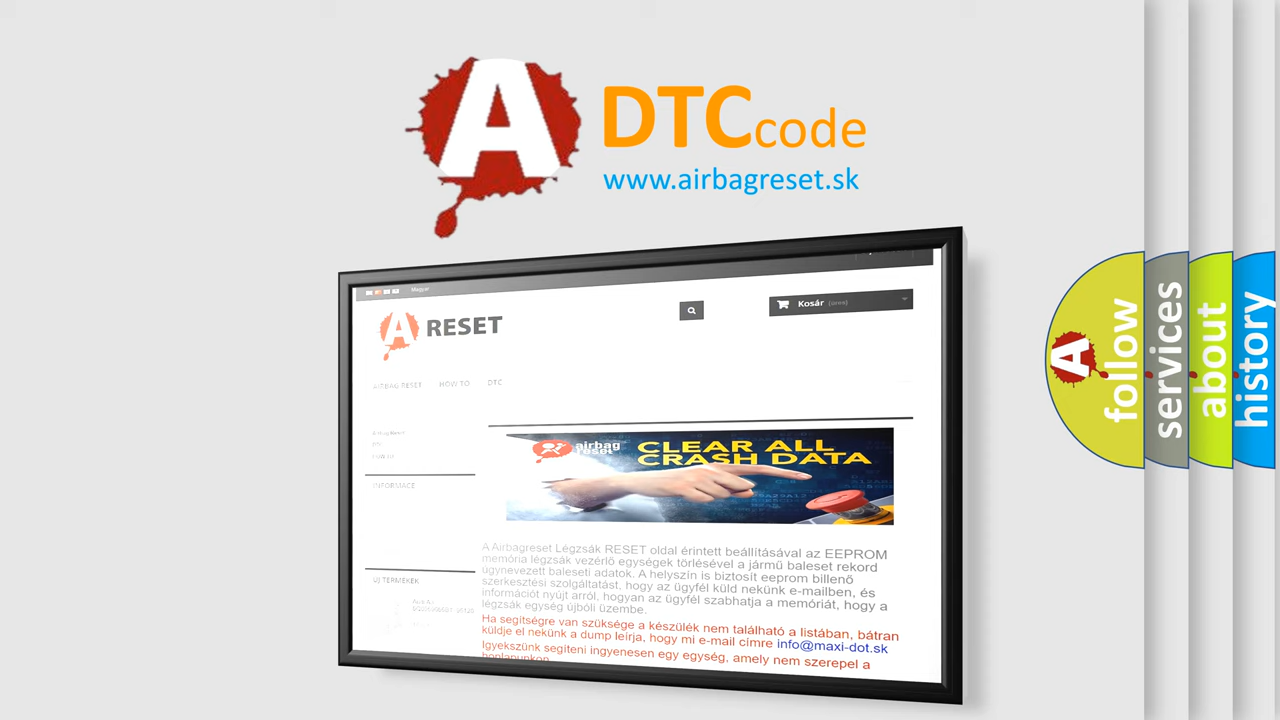 A
DTCcode
www.airbagreset.sk
Magyar
A RESET
Kosár (üres)
AIRBAG RESET HOW TO DTC
INFORMACE
airbag
reset
CLEAR ALL
CRASH DATA
A Airbagreset Légzsák RESET oldal érintett beállításával az EEPROM
memória légzsák vezérlő egységek törlésével a jármű baleset rekord
úgynevezett baleseti adatok. A helyszín is biztosít eeprom billenő
szerkesztési szolgáltatást, hogy az ügyfél küld nekünk e-mailben, és
információt nyújt arról, hogyan az ügyfél szabhatja a memóriát, hogy a
légzsák egység újbóli üzembe.
Ha segítségre van szüksége a készülék nem található a listában, bátran
küldje el nekünk a dump leírja, hogy mi e-mail címre info@maxi-dot.sk
Igyekszünk segíteni ingyenesen egy egység, amely nem szerepel a
honlapunkon
ÚJ TERMÉKEK
A
follow
services
about
history